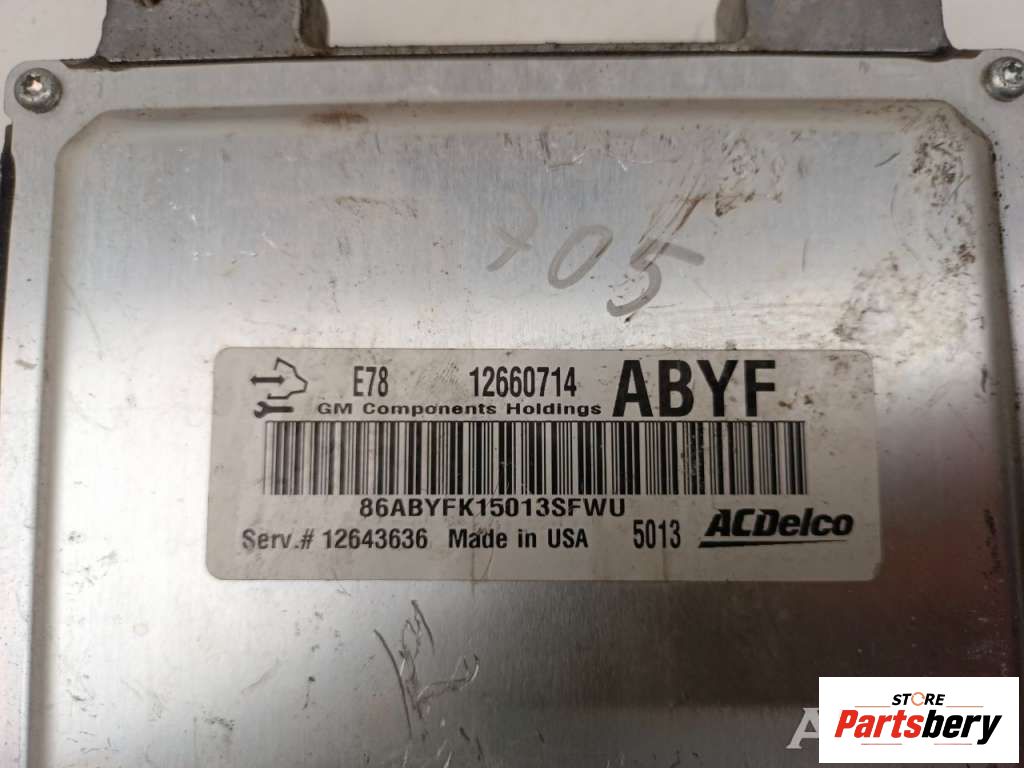 705
E78 12660714 ABYF
GM Components Holdings
86ABYFK15013SFWU
Serv.# 12643636 Made in USA 5013 ACDelco
STORE
Partsbery